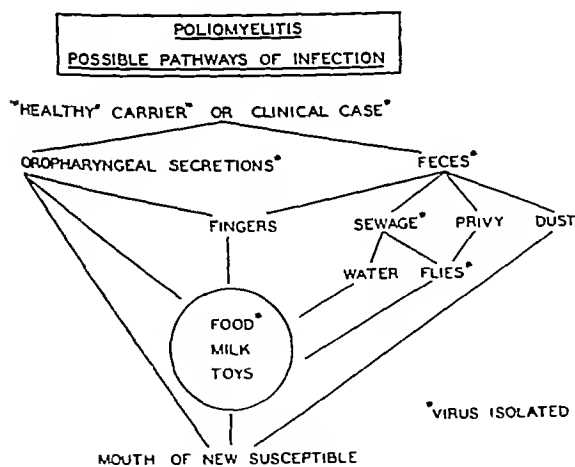 POLIOMYELITIS
POSSIBLE PATHWAYS OF INFECTION
"HEALTHY" CARRIER* OR CLINICAL CASE*
OROPHARYNGEAL SECRETIONS* FECES*
FINGERS SEWAGE* PRIVY DUST
WATER FLIES*
FOOD*
MILK
TOYS
*VIRUS ISOLATED
MOUTH OF NEW SUSCEPTIBLE